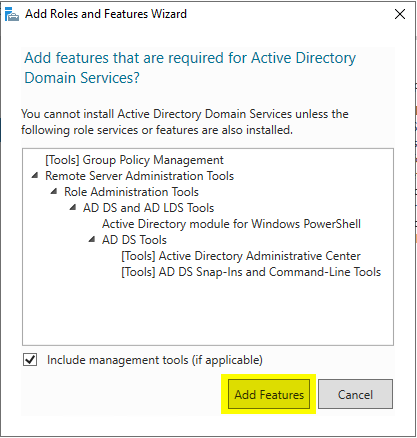 Add Roles and Features Wizard
Add features that are required for Active Directory
Domain Services?
You cannot install Active Directory Domain Services unless the
following role services or features are also installed.
[Tools] Group Policy Management
Remote Server Administration Tools
Role Administration Tools
AD DS and AD LDS Tools
Active Directory module for Windows PowerShell
AD DS Tools
[Tools] Active Directory Administrative Center
[Tools] AD DS Snap-Ins and Command-Line Tools
Include management tools (if applicable)
Add Features
Cancel